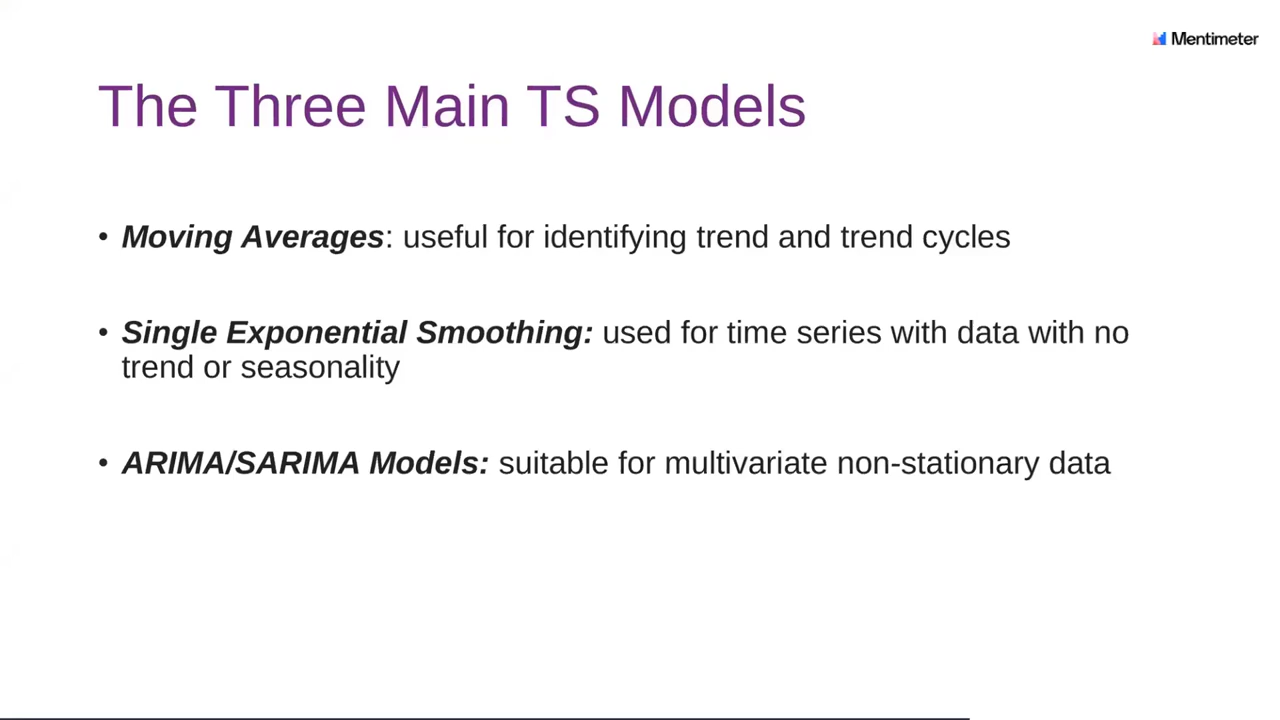 Mentimeter
The Three Main TS Models
• Moving Averages: useful for identifying trend and trend cycles
• Single Exponential Smoothing: used for time series with data with no
trend or seasonality
• ARIMA/SARIMA Models: suitable for multivariate non-stationary data